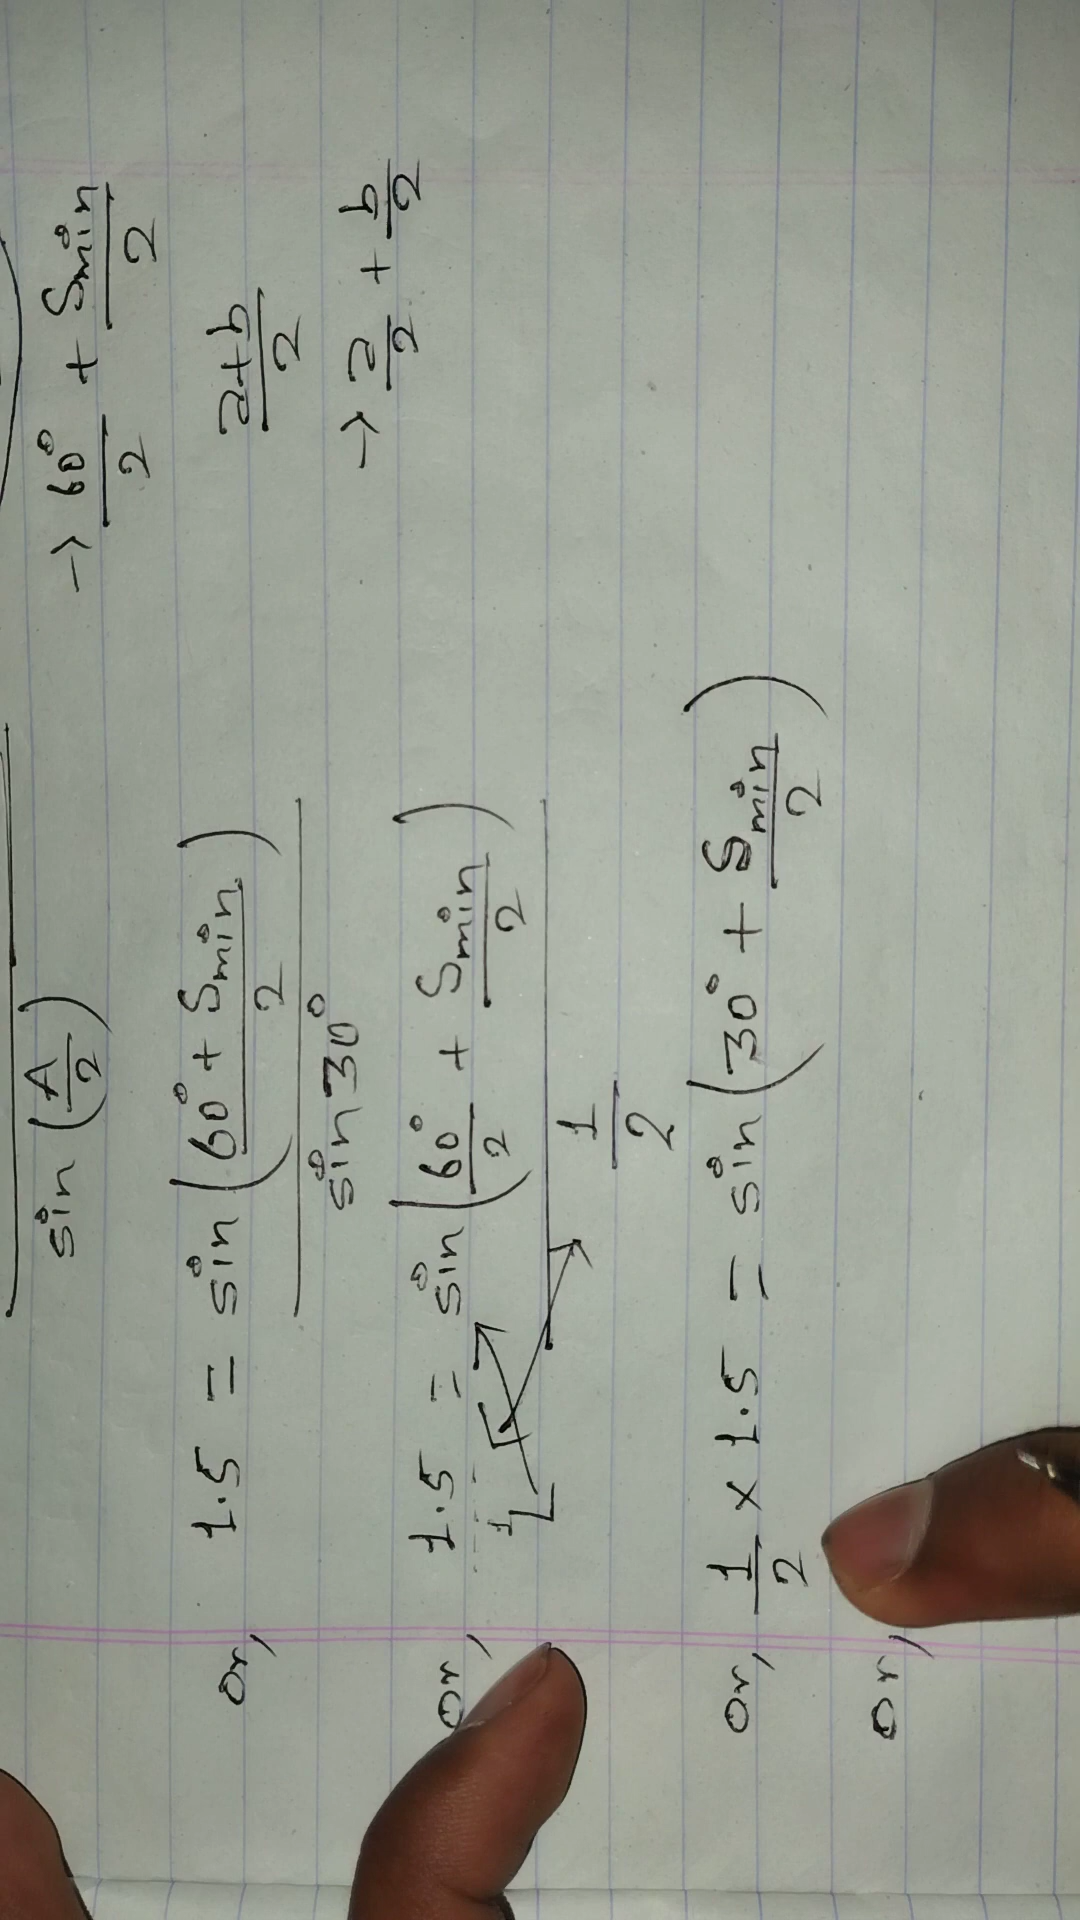 sin (A/2)
→ 60°/2 + δmin/2
or, 1.5 = sin ((60° + δmin)/2) / sin 30°
a+b/2
→ a/2 + b/2
or, 1.5 = sin (60°/2 + δmin/2) / 1/2
1
or, 1/2 × 1.5 = sin (30° + δmin/2)
or,